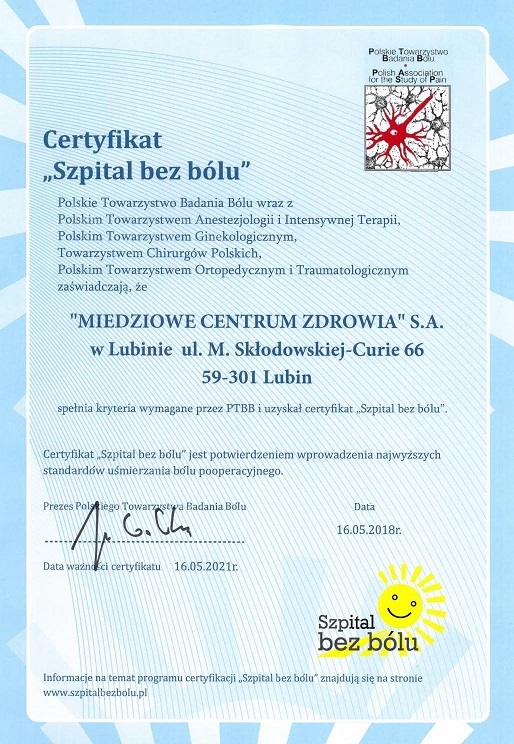 Polskie Towarzystwo
Badania Bólu
Polish Association
for the Study of Pain
Certyfikat
„Szpital bez bólu”
Polskie Towarzystwo Badania Bólu wraz z
Polskim Towarzystwem Anestezjologii i Intensywnej Terapii,
Polskim Towarzystwem Ginekologicznym,
Towarzystwem Chirurgów Polskich,
Polskim Towarzystwem Ortopedycznym i Traumatologicznym
zaświadczają, że
"MIEDZIOWE CENTRUM ZDROWIA" S.A.
w Lubinie ul. M. Skłodowskiej-Curie 66
59-301 Lubin
spełnia kryteria wymagane przez PTBB i uzyskał certyfikat „Szpital bez bólu”.
Certyfikat „Szpital bez bólu” jest potwierdzeniem wprowadzenia najwyższych
standardów uśmierzania bólu pooperacyjnego.
Prezes Polskiego Towarzystwa Badania Bólu
Data
16.05.2018r.
Data ważności certyfikatu 16.05.2021r.
Szpital
bez bólu
Informacje na temat programu certyfikacji „Szpital bez bólu” znajdują się na stronie
www.szpitalbezbolu.pl